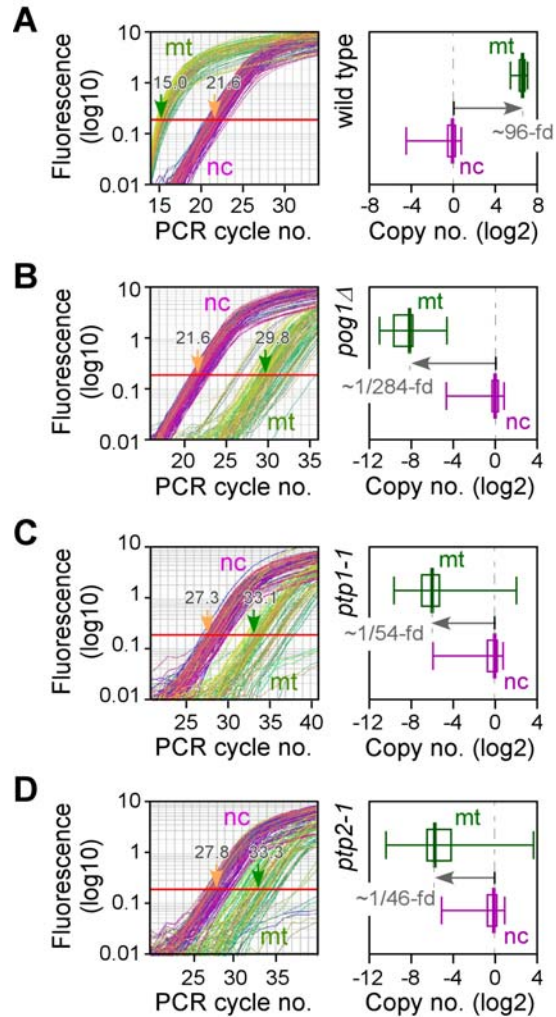 A
Fluorescence
(log10)
10
1
0.1
0.01
mt
15.0
21.6
nc
15
20
25
30
PCR cycle no.
wild type
mt
~96-fd
nc
-8
-4
0
4
8
Copy no. (log2)
B
Fluorescence
(log10)
10
1
0.1
0.01
nc
21.6
29.8
mt
20
25
30
35
PCR cycle no.
pog1Δ
mt
~1/284-fd
nc
-12
-8
-4
0
4
Copy no. (log2)
C
Fluorescence
(log10)
10
1
0.1
0.01
nc
27.3
33.1
mt
25
30
35
40
PCR cycle no.
ptp1-1
mt
~1/54-fd
nc
-12
-8
-4
0
4
Copy no. (log2)
D
Fluorescence
(log10)
10
1
0.1
0.01
nc
27.8
33.3
mt
25
30
35
PCR cycle no.
ptp2-1
mt
~1/46-fd
nc
-12
-8
-4
0
4
Copy no. (log2)